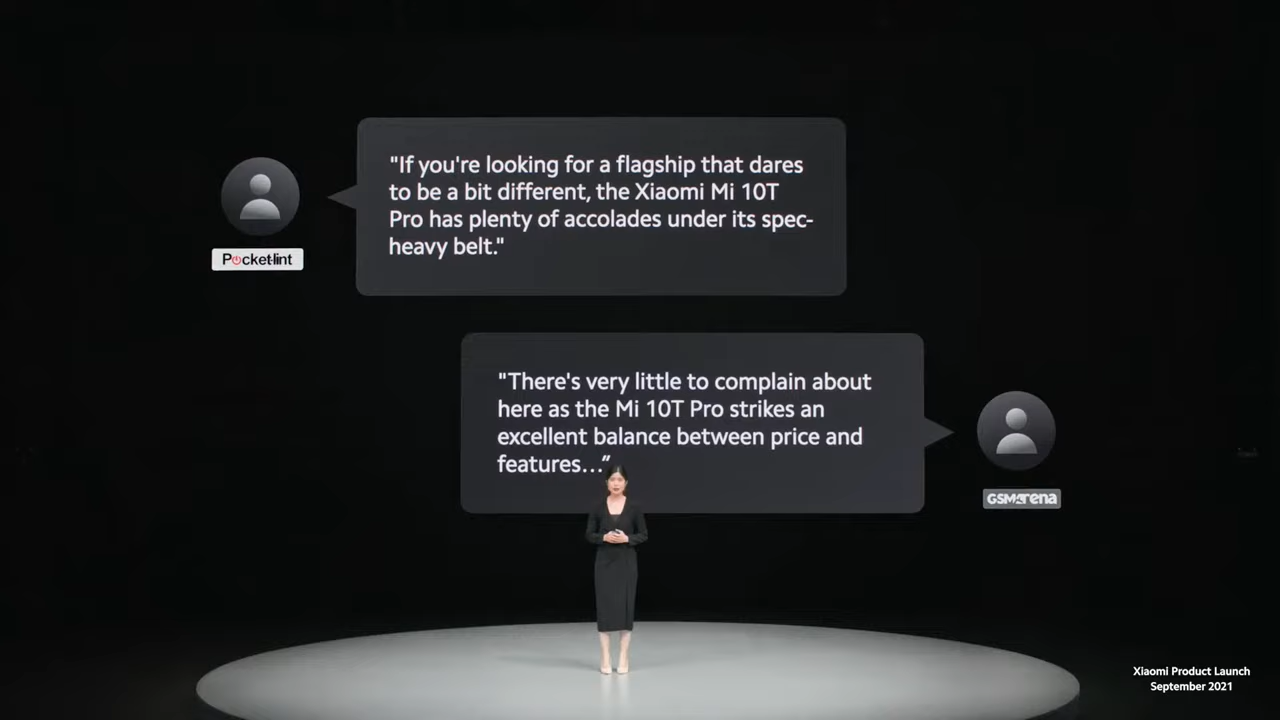 "If you're looking for a flagship that dares
to be a bit different, the Xiaomi Mi 10T
Pro has plenty of accolades under its spec-
heavy belt."
Pocket-lint
"There's very little to complain about
here as the Mi 10T Pro strikes an
excellent balance between price and
features...”
GSMArena
Xiaomi Product Launch
September 2021